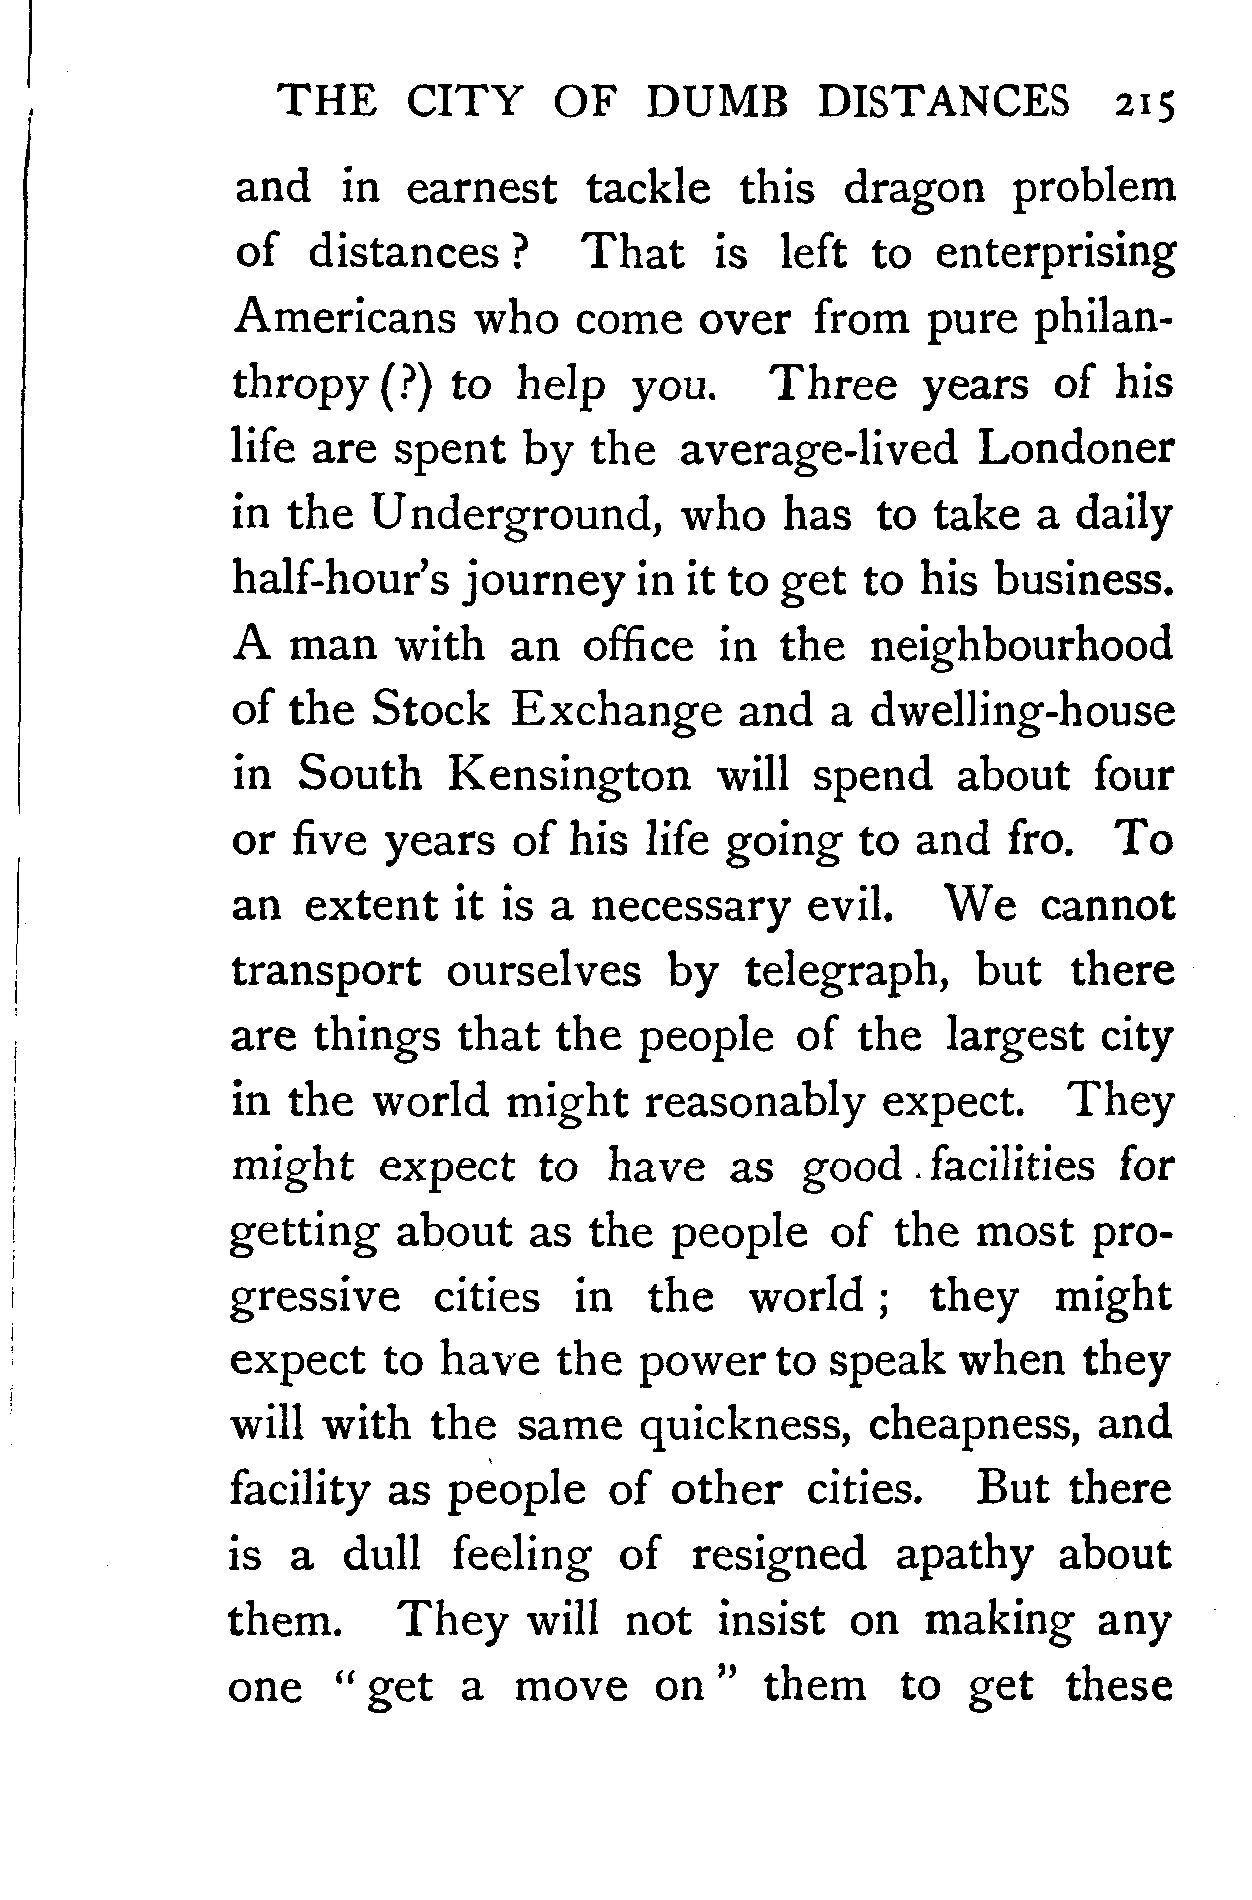 THE CITY OF DUMB DISTANCES 215
and in earnest tackle this dragon problem
of distances ? That is left to enterprising
Americans who come over from pure philan-
thropy (?) to help you. Three years of his
life are spent by the average-lived Londoner
in the Underground, who has to take a daily
half-hour's journey in it to get to his business.
A man with an office in the neighbourhood
of the Stock Exchange and a dwelling-house
in South Kensington will spend about four
or five years of his life going to and fro. To
an extent it is a necessary evil. We cannot
transport ourselves by telegraph, but there
are things that the people of the largest city
in the world might reasonably expect. They
might expect to have as good facilities for
getting about as the people of the most pro-
gressive cities in the world ; they might
expect to have the power to speak when they
will with the same quickness, cheapness, and
facility as people of other cities. But there
is a dull feeling of resigned apathy about
them. They will not insist on making any
one " get a move on " them to get these